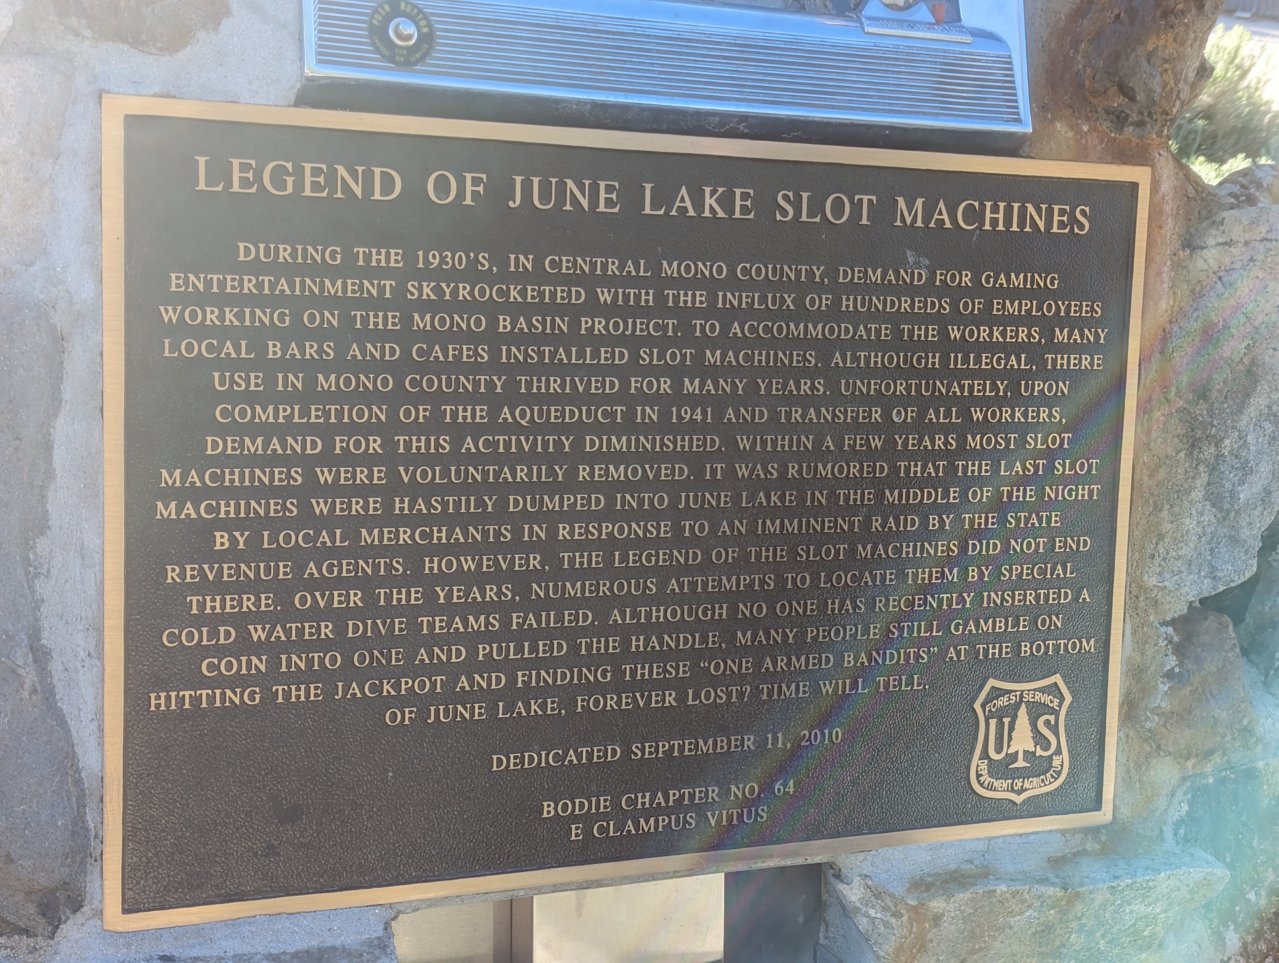 PUSH BUTTON
FOR
LEGEND OF JUNE LAKE SLOT MACHINES
DURING THE 1930'S, IN CENTRAL MONO COUNTY, DEMAND FOR GAMING
ENTERTAINMENT SKYROCKETED WITH THE INFLUX OF HUNDREDS OF EMPLOYEES
WORKING ON THE MONO BASIN PROJECT. TO ACCOMMODATE THE WORKERS, MANY
LOCAL BARS AND CAFES INSTALLED SLOT MACHINES. ALTHOUGH ILLEGAL, THERE
USE IN MONO COUNTY THRIVED FOR MANY YEARS. UNFORTUNATELY, UPON
COMPLETION OF THE AQUEDUCT IN 1941 AND TRANSFER OF ALL WORKERS,
DEMAND FOR THIS ACTIVITY DIMINISHED. WITHIN A FEW YEARS MOST SLOT
MACHINES WERE VOLUNTARILY REMOVED. IT WAS RUMORED THAT THE LAST SLOT
MACHINES WERE HASTILY DUMPED INTO JUNE LAKE IN THE MIDDLE OF THE NIGHT
BY LOCAL MERCHANTS IN RESPONSE TO AN IMMINENT RAID BY THE STATE
REVENUE AGENTS. HOWEVER, THE LEGEND OF THE SLOT MACHINES DID NOT END
THERE. OVER THE YEARS, NUMEROUS ATTEMPTS TO LOCATE THEM BY SPECIAL
COLD WATER DIVE TEAMS FAILED. ALTHOUGH NO ONE HAS RECENTLY INSERTED A
COIN INTO ONE AND PULLED THE HANDLE, MANY PEOPLE STILL GAMBLE ON
HITTING THE JACKPOT AND FINDING THESE "ONE ARMED BANDITS" AT THE BOTTOM
OF JUNE LAKE, FOREVER LOST? TIME WILL TELL.
DEDICATED SEPTEMBER 11, 2010
BODIE CHAPTER NO. 64
E CLAMPUS VITUS
FOREST SERVICE
U S
DEPARTMENT OF AGRICULTURE